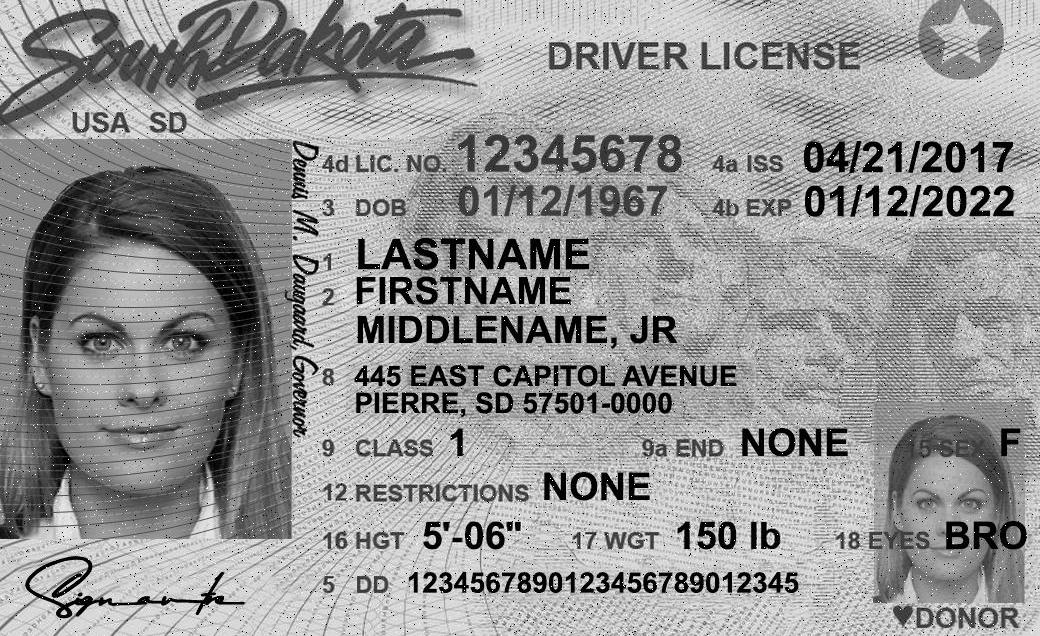 South Dakota
DRIVER LICENSE
USA SD
4d LIC. NO. 12345678 4a ISS 04/21/2017
3 DOB 01/12/1967 4b EXP 01/12/2022
1 LASTNAME
2 FIRSTNAME
MIDDLENAME, JR
8 445 EAST CAPITOL AVENUE
PIERRE, SD 57501-0000
9 CLASS 1 9a END NONE 15 SEX F
12 RESTRICTIONS NONE
16 HGT 5'-06" 17 WGT 150 lb 18 EYES BRO
5 DD 1234567890123456789012345
♥DONOR
Dennis M. Daugaard, Governor
Signature